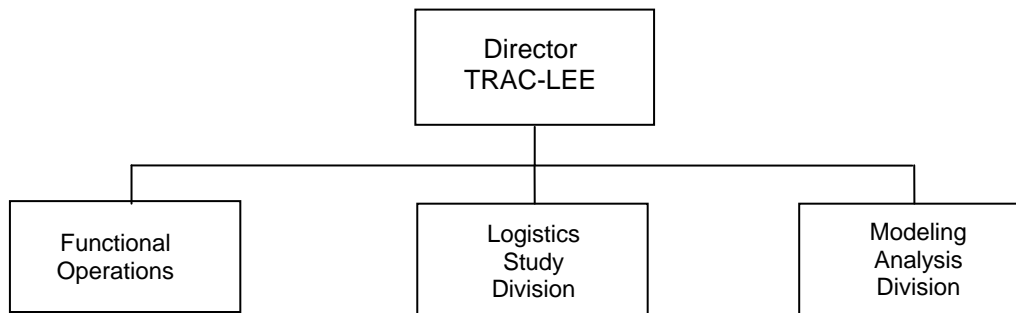 Director
TRAC-LEE
Functional
Operations
Logistics
Study
Division
Modeling
Analysis
Division